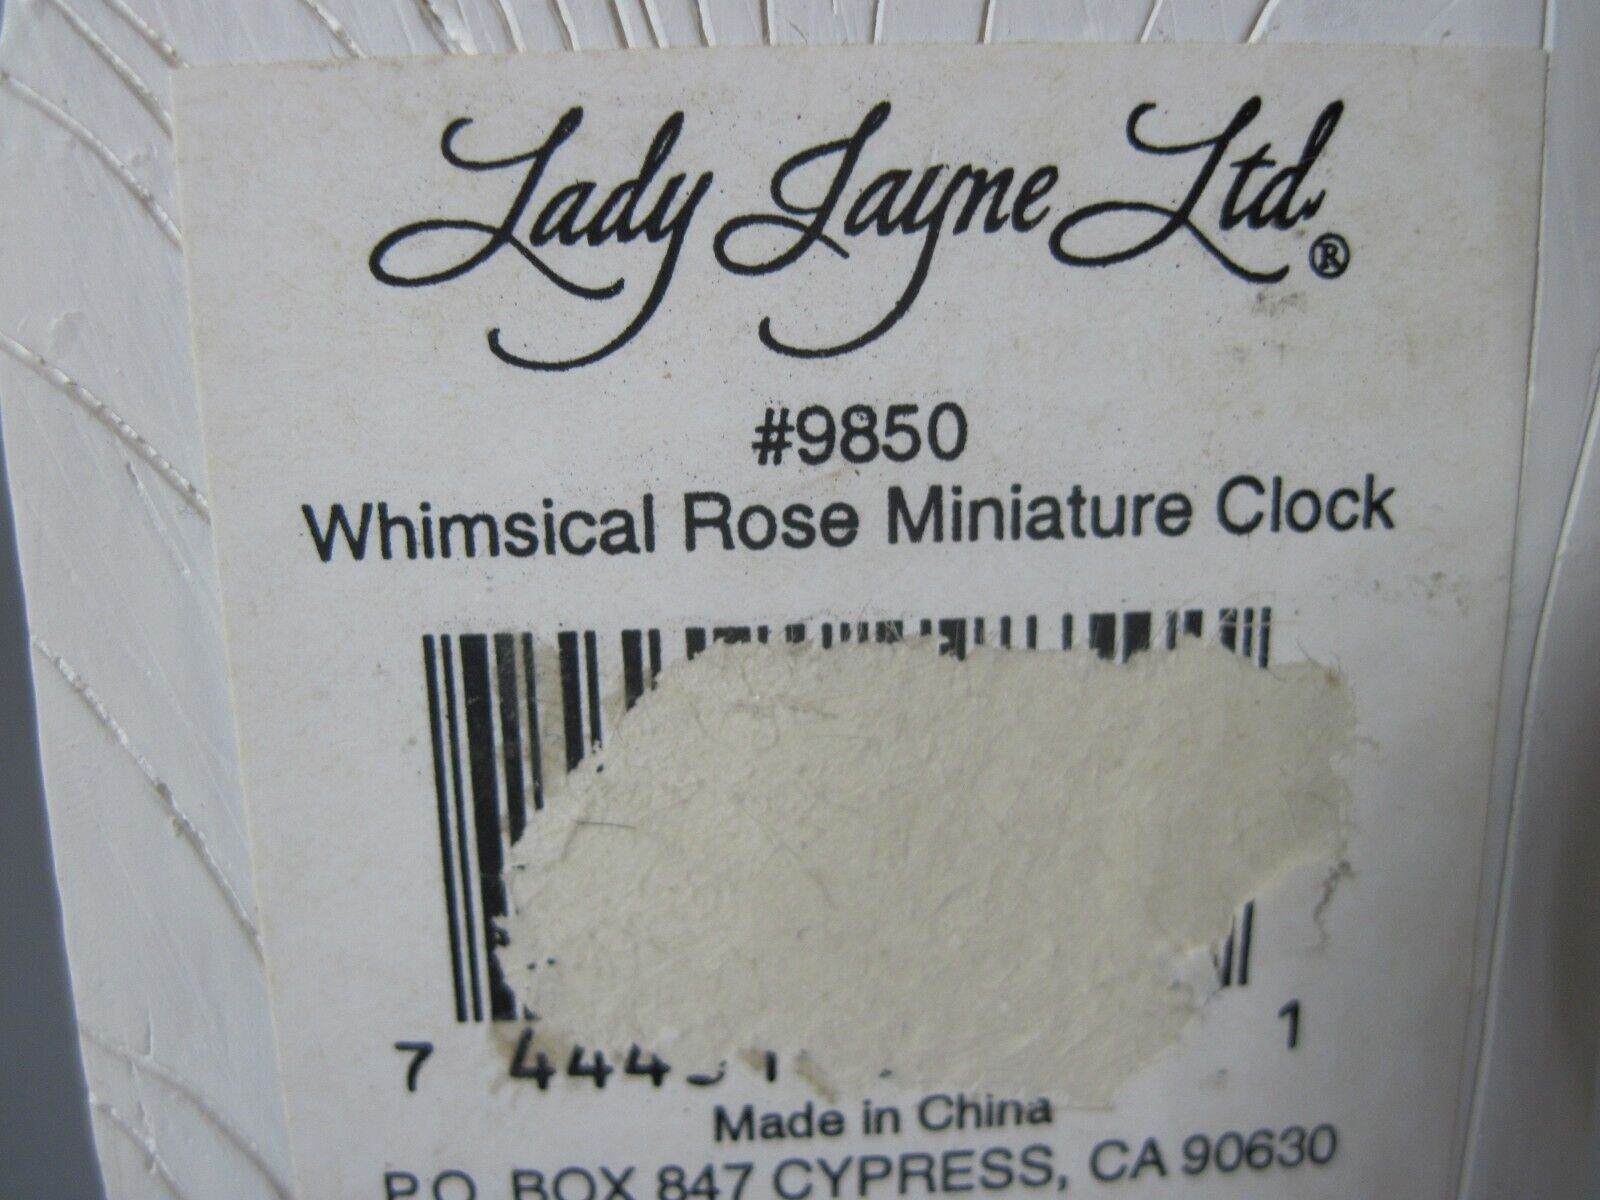 Lady Jayne Ltd.®
#9850
Whimsical Rose Miniature Clock
7 444 1
Made in China
P.O. BOX 847 CYPRESS, CA 90630